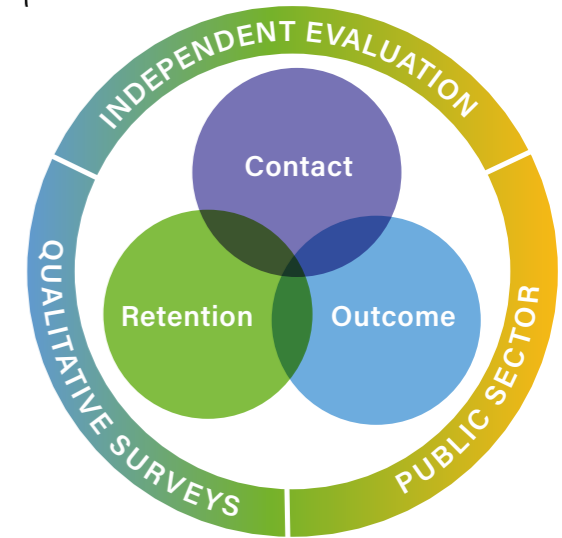 INDEPENDENT EVALUATION
Contact
Retention
Outcome
QUALITATIVE SURVEYS
PUBLIC SECTOR